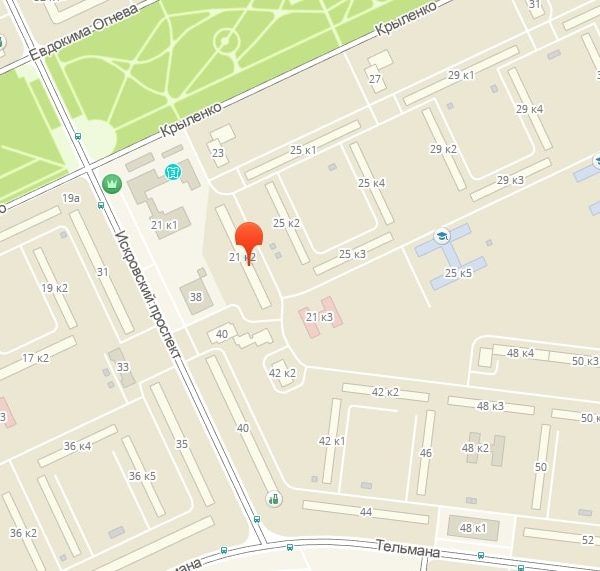 31
Евдокима Огнева
Крыленко
27
29 к1
29 к4
Крыленко
23
25 к1
29 к2
25 к4
29 к3
19а
21 к1
25 к2
31
Искровский проспект
21 к2
25 к3
19 к2
25 к5
38
21 к3
40
17 к2
33
48 к4
50 к3
42 к2
42 к2
48 к3
42 к1
40
36 к4
35
46
48 к2
50
36 к5
44
36 к2
48 к1
52
Тельмана